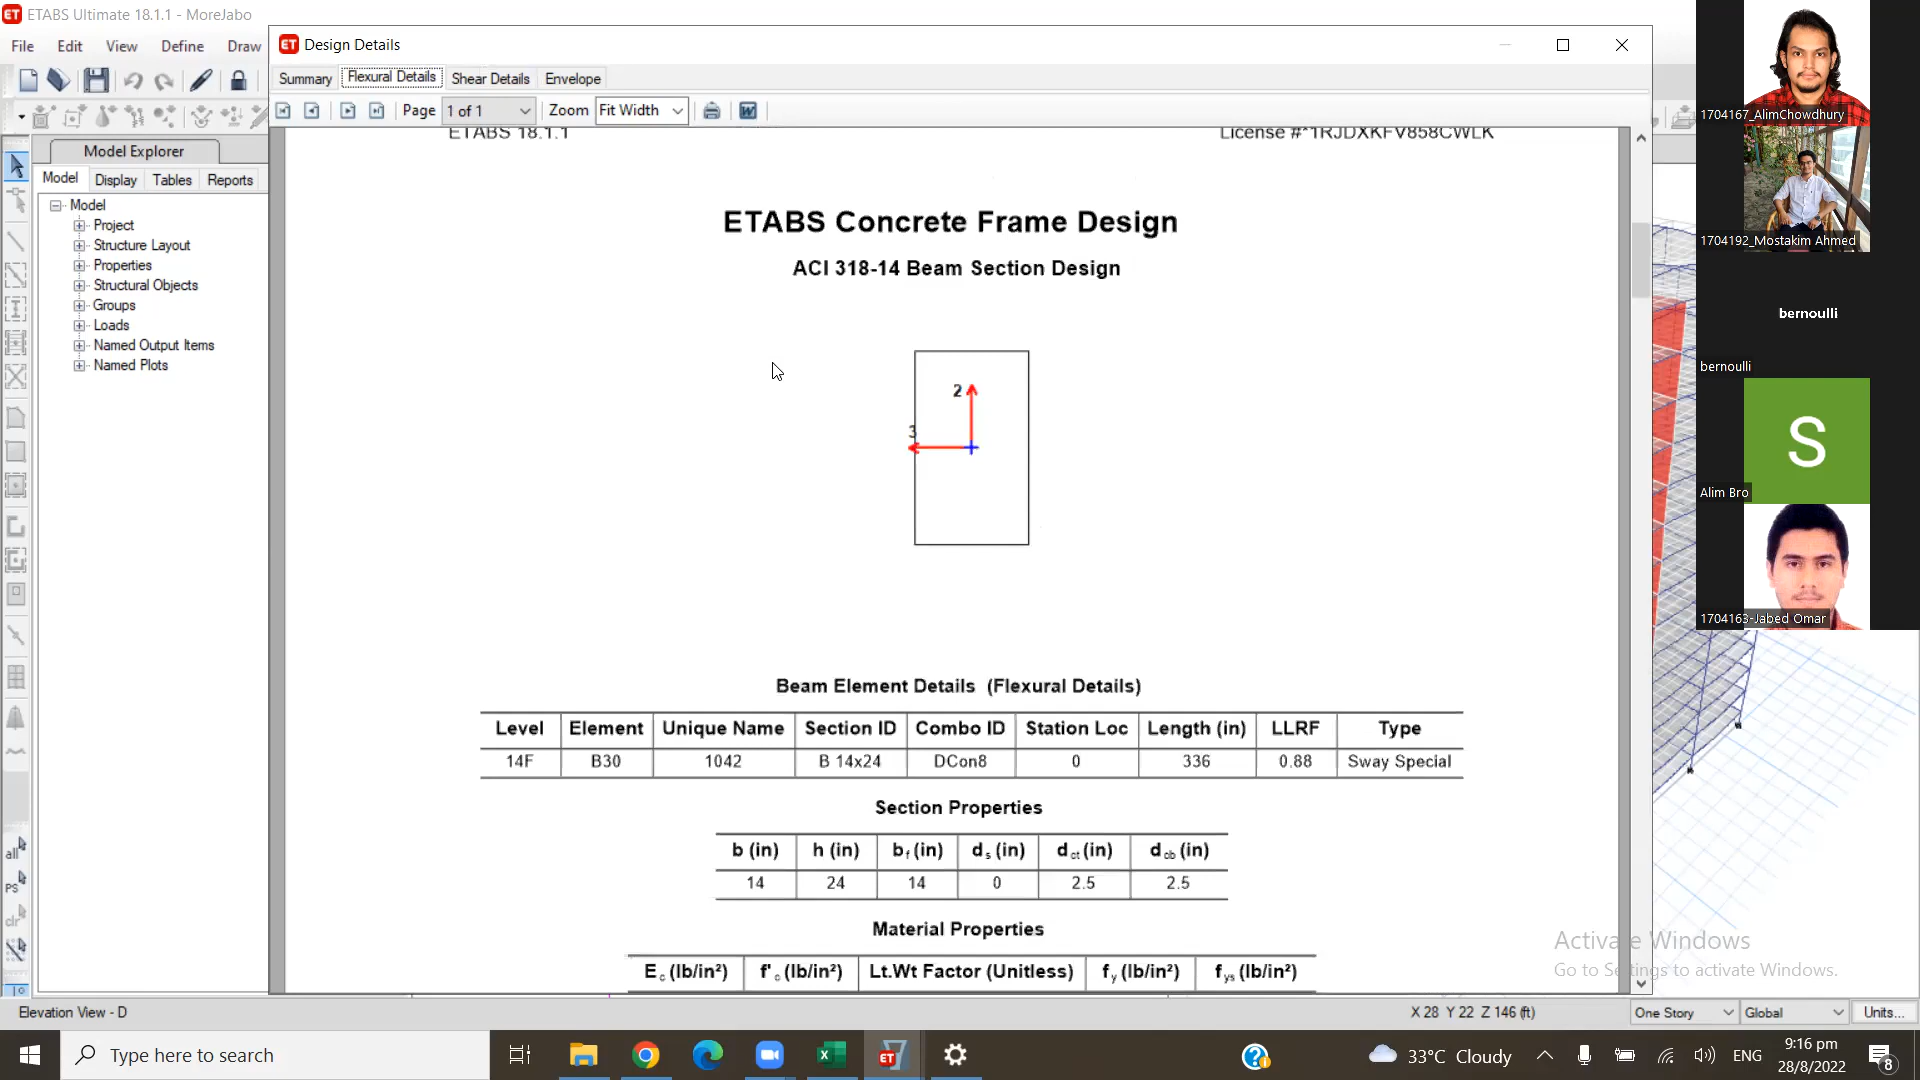 ETABS Ultimate 18.1.1 - MoreJabo
File Edit View Define Draw
Design Details
Summary Flexural Details Shear Details Envelope
Page 1 of 1 Zoom Fit Width
Model Explorer
Model Display Tables Reports
Model
Project
Structure Layout
Properties
Structural Objects
Groups
Loads
Named Output Items
Named Plots
ETABS 18.1.1 License #*1RJDXKFV858CWLK
ETABS Concrete Frame Design
ACI 318-14 Beam Section Design
2
3
Beam Element Details (Flexural Details)
Level Element Unique Name Section ID Combo ID Station Loc Length (in) LLRF Type
14F B30 1042 B 14x24 DCon8 0 336 0.88 Sway Special
Section Properties
b (in) h (in) bf (in) ds (in) dct (in) dcb (in)
14 24 14 0 2.5 2.5
Material Properties
Ec (lb/in²) f'c (lb/in²) Lt.Wt Factor (Unitless) fy (lb/in²) fys (lb/in²)
all
PS
clr
1704167_AlimChowdhury
1704192_Mostakim Ahmed
bernoulli
bernoulli
S
Alim Bro
1704163-Jabed Omar
Activate Windows
Go to Settings to activate Windows.
Elevation View - D
X 28 Y 22 Z 146 (ft)
One Story Global Units...
Type here to search
33°C Cloudy
ENG
9:16 pm
28/8/2022
8